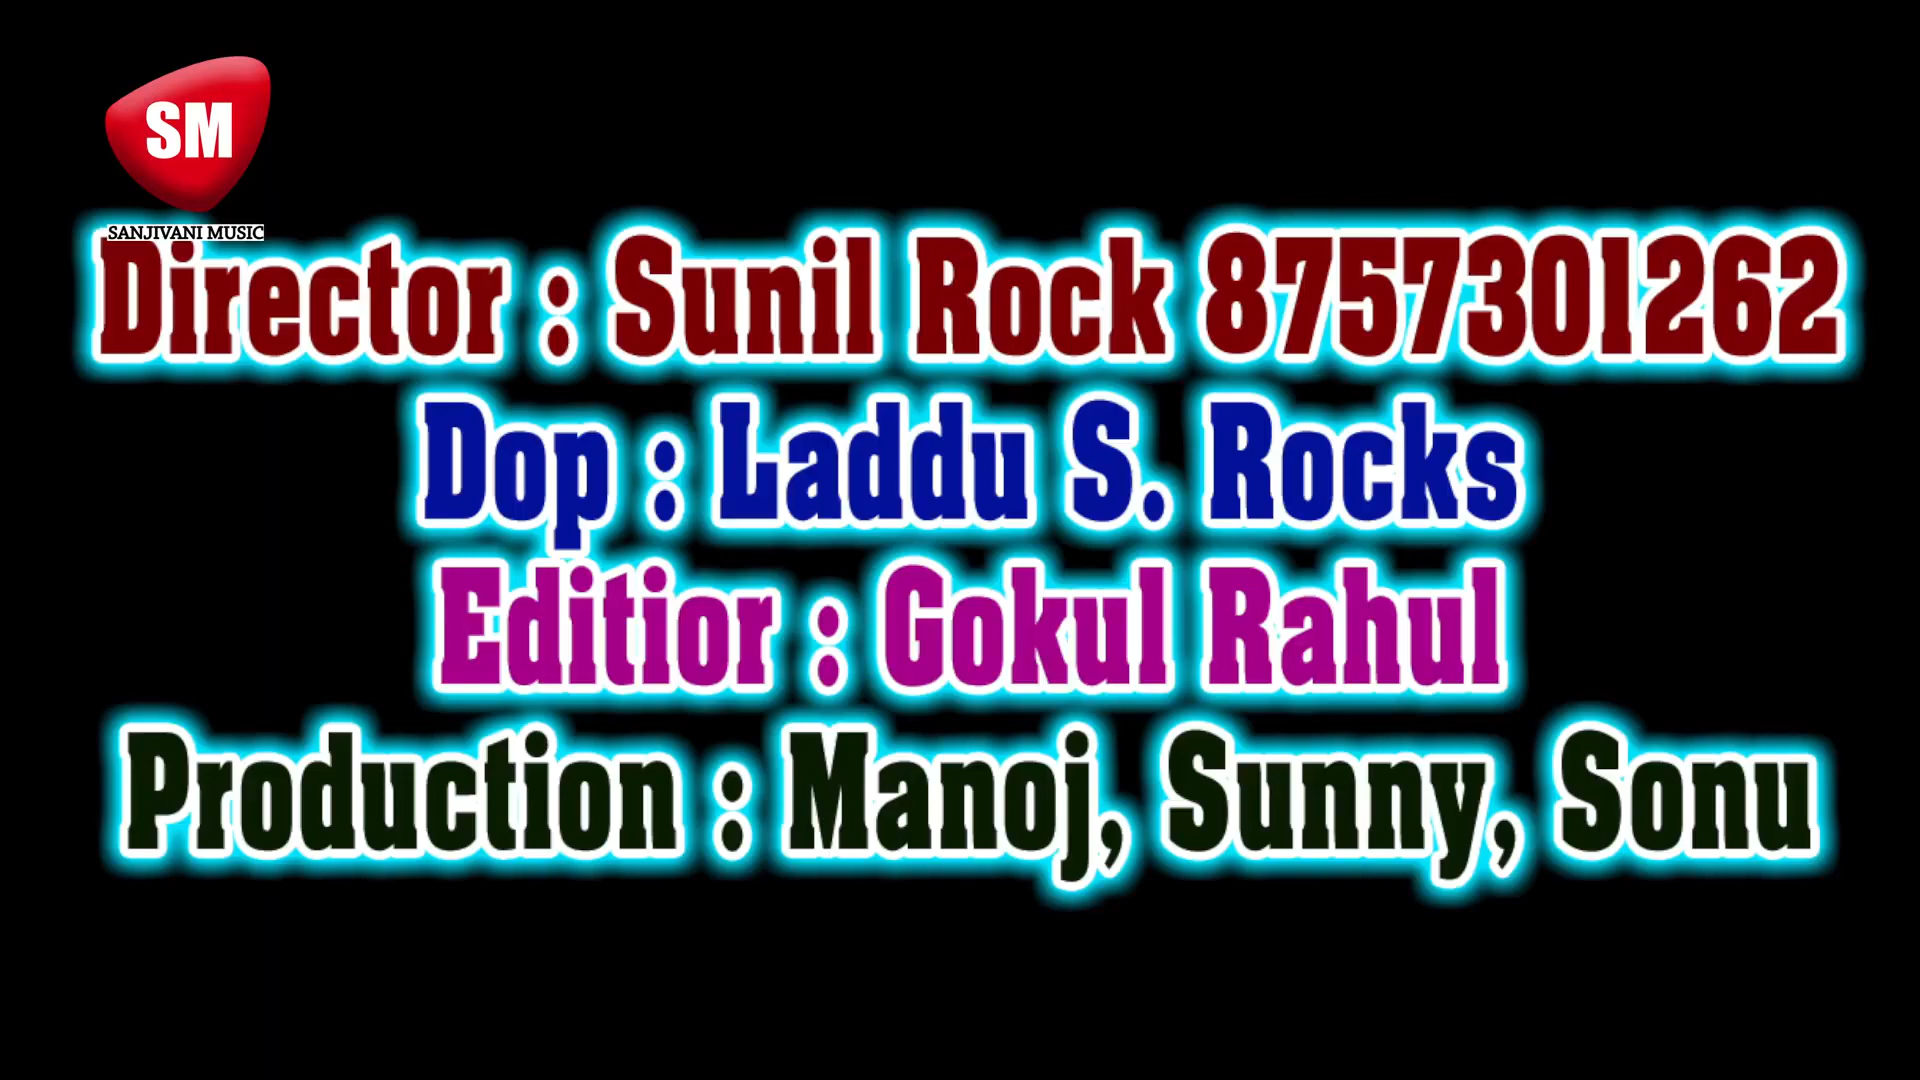 SM
SANJIVANI MUSIC
Director : Sunil Rock 8757301262
Dop : Laddu S. Rocks
Editior : Gokul Rahul
Production : Manoj, Sunny, Sonu